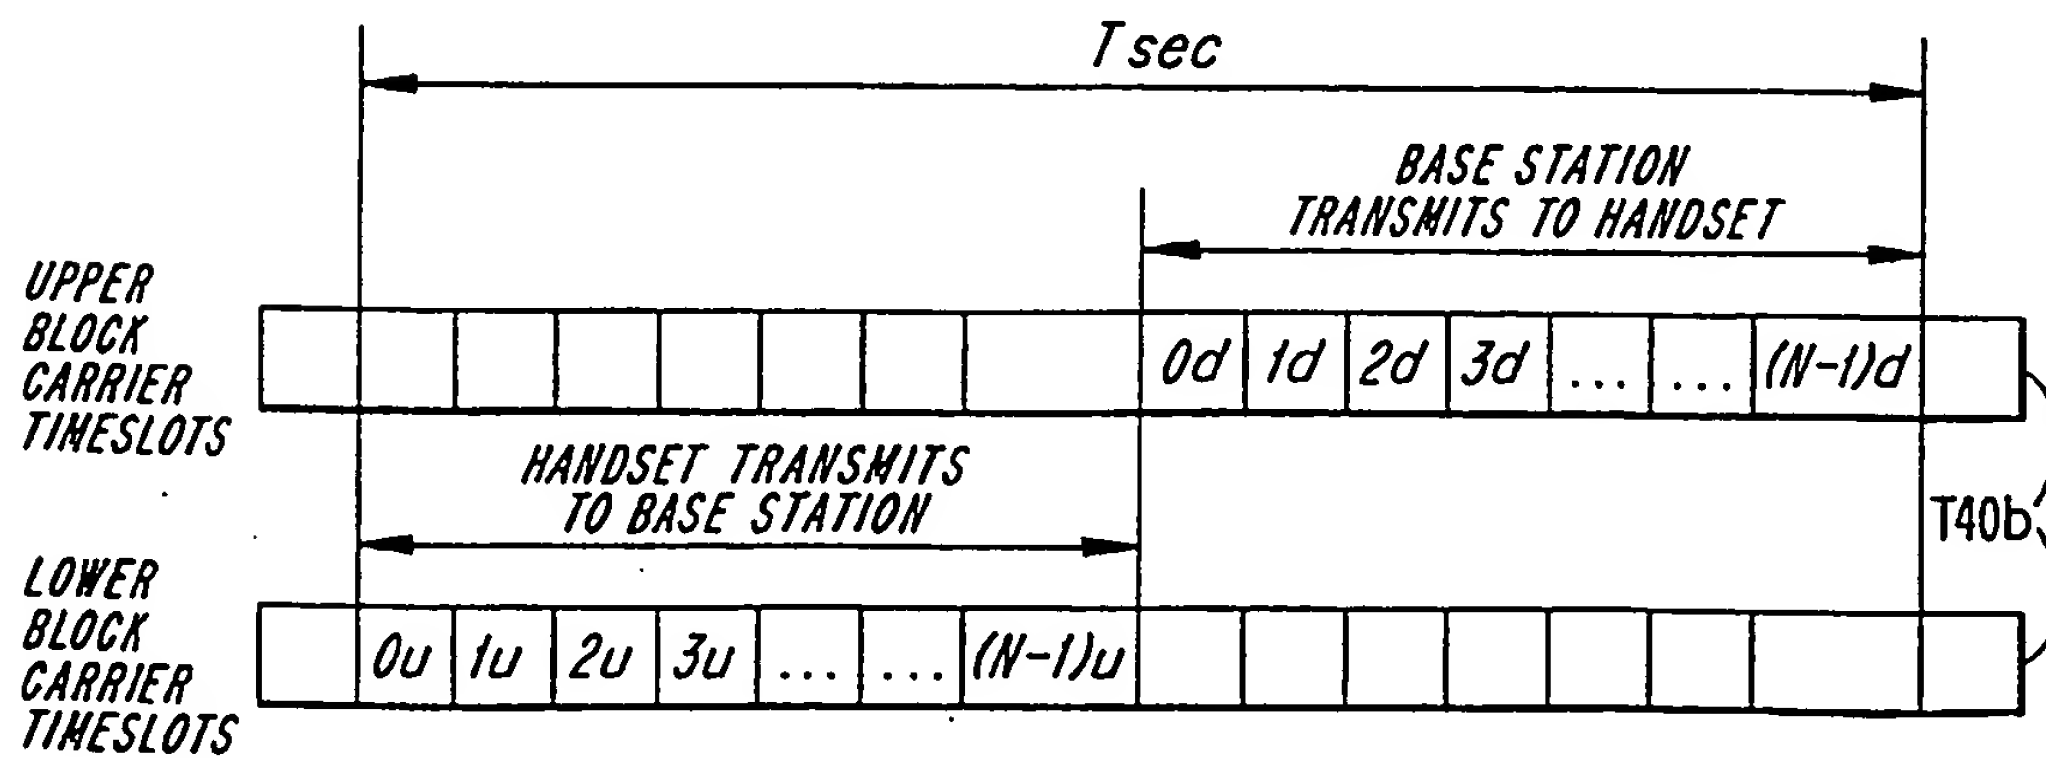 T sec
BASE STATION
TRANSMITS TO HANDSET
UPPER
BLOCK
CARRIER
TIMESLOTS
0d 1d 2d 3d ... ... (N-1)d
HANDSET TRANSMITS
TO BASE STATION
T40b
LOWER
BLOCK
CARRIER
TIMESLOTS
0u 1u 2u 3u ... ... (N-1)u